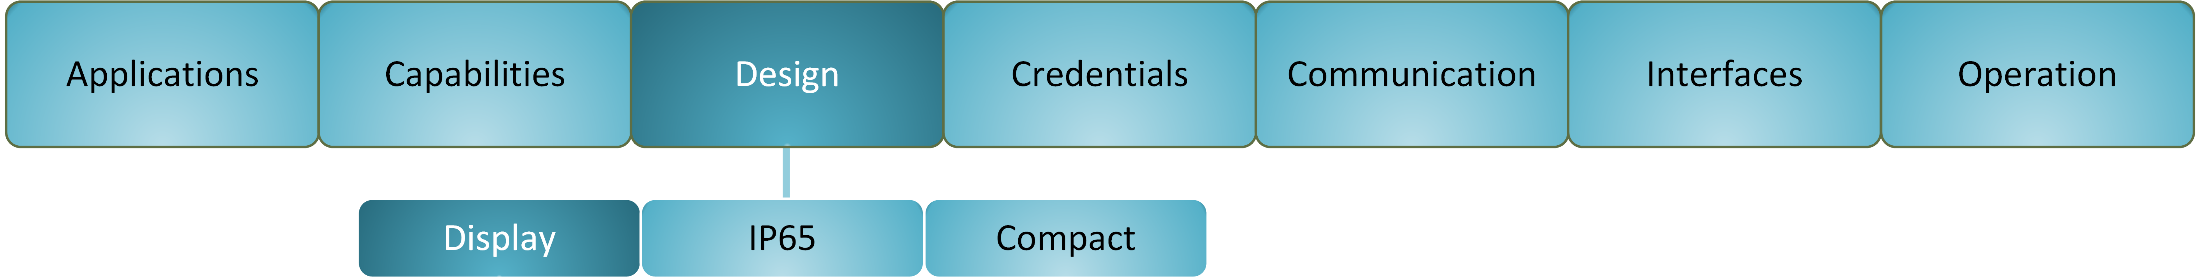 Applications Capabilities Design Credentials Communication Interfaces Operation
Display IP65 Compact